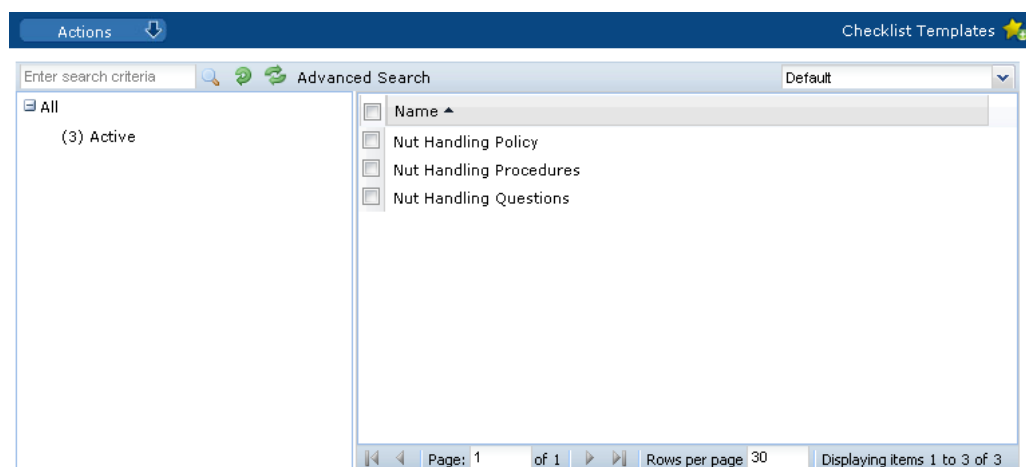 Actions
Checklist Templates
Enter search criteria
Advanced Search
Default
All
(3) Active
Name
Nut Handling Policy
Nut Handling Procedures
Nut Handling Questions
Page: 1 of 1 Rows per page 30 Displaying items 1 to 3 of 3